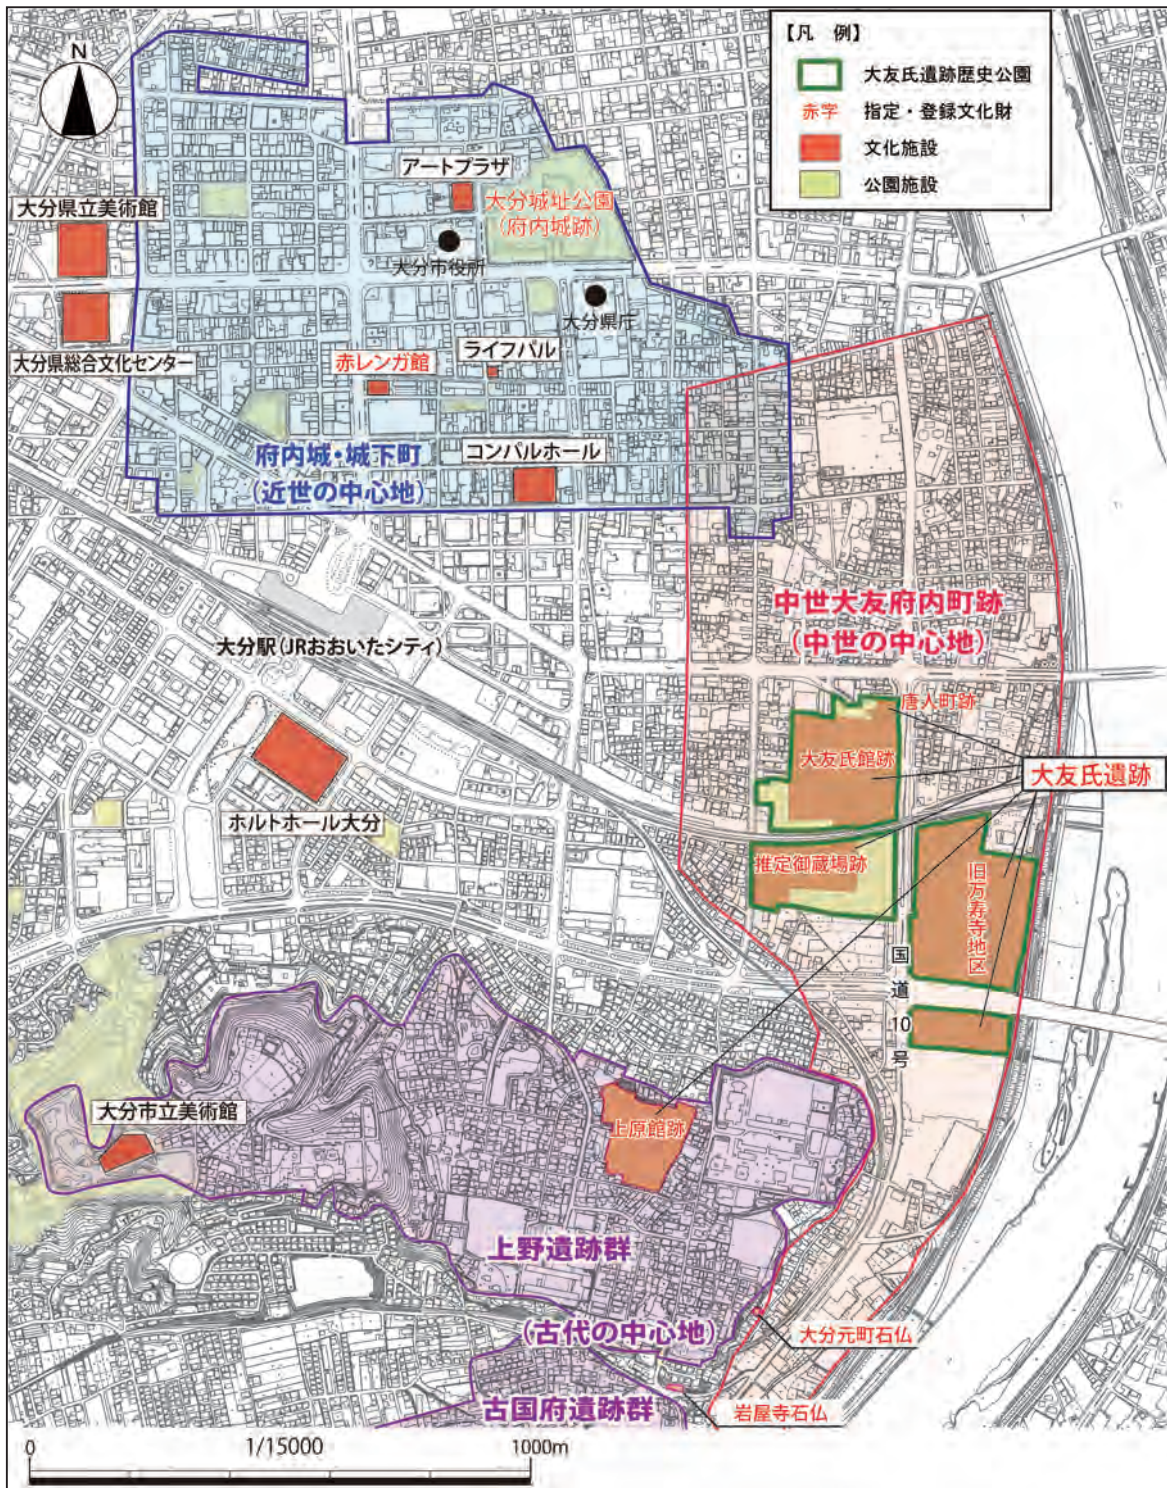 【凡 例】
大友氏遺跡歴史公園
赤字 指定・登録文化財
文化施設
公園施設
N
アートプラザ
大分城址公園
(府内城跡)
大分県立美術館
大分市役所
大分県庁
大分県総合文化センター
赤レンガ館
ライフパル
府内城・城下町
(近世の中心地)
コンパルホール
大分駅(JRおおいたシティ)
中世大友府内町跡
(中世の中心地)
唐人町跡
大友氏館跡
大友氏遺跡
ホルトホール大分
推定御蔵場跡
旧万寿寺地区
国道10号
大分市立美術館
上原館跡
上野遺跡群
(古代の中心地)
大分元町石仏
古国府遺跡群
岩屋寺石仏
0 1/15000 1000m